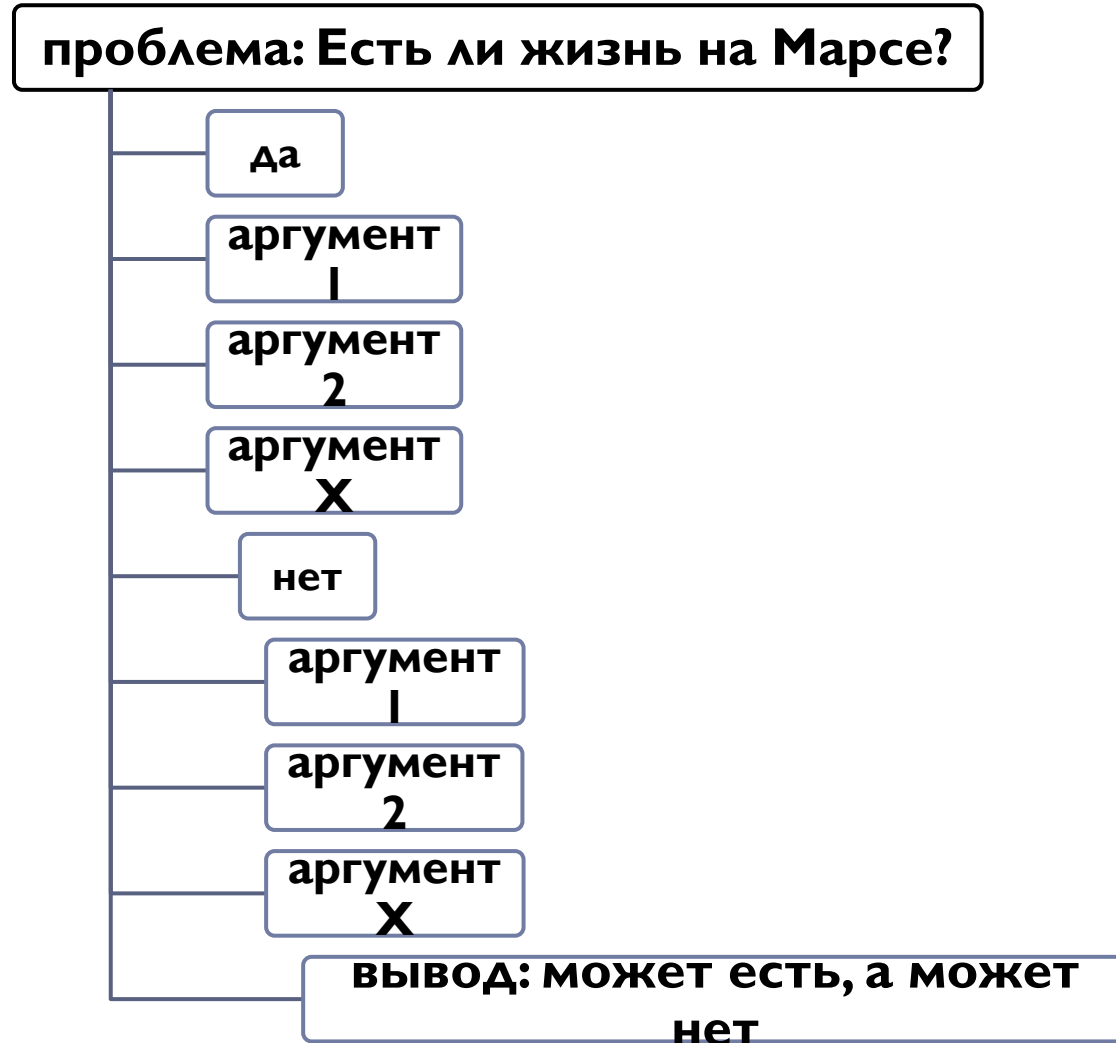 проблема: Есть ли жизнь на Марсе?
да
аргумент
1
аргумент
2
аргумент
X
нет
аргумент
1
аргумент
2
аргумент
X
вывод: может есть, а может
нет